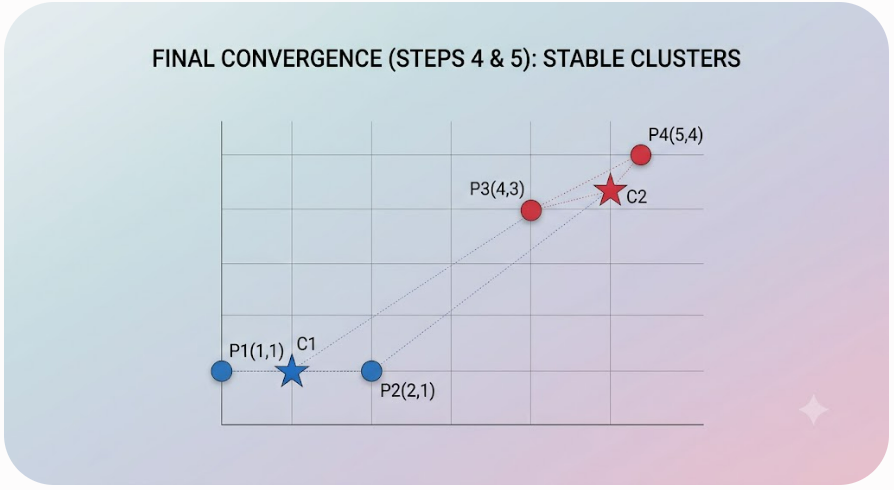 FINAL CONVERGENCE (STEPS 4 & 5): STABLE CLUSTERS
P4(5,4)
P3(4,3)
C2
C1
P1(1,1)
P2(2,1)